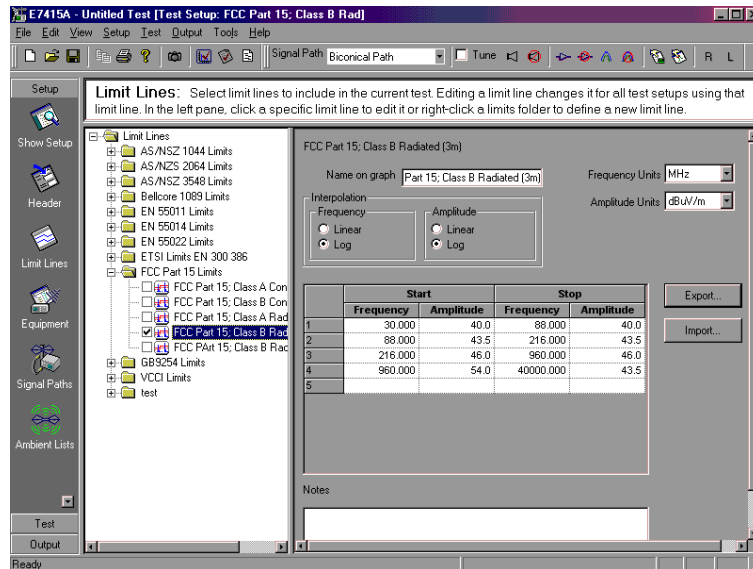 E7415A - Untitled Test [Test Setup: FCC Part 15; Class B Rad]
File Edit View Setup Test Output Tools Help
Signal Path Biconical Path Tune R L
Setup
Show Setup
Header
Limit Lines
Equipment
Signal Paths
Ambient Lists
Test
Output
Limit Lines: Select limit lines to include in the current test. Editing a limit line changes it for all test setups using that
limit line. In the left pane, click a specific limit line to edit it or right-click a limits folder to define a new limit line.
Limit Lines
AS/NSZ 1044 Limits
AS/NZS 2064 Limits
AS/NSZ 3548 Limits
Bellcore 1089 Limits
EN 55011 Limits
EN 55014 Limits
EN 55022 Limits
ETSI Limits EN 300 386
FCC Part 15 Limits
FCC Part 15; Class A Con
FCC Part 15; Class B Con
FCC Part 15; Class A Rad
FCC Part 15; Class B Rad
FCC PArt 15; Class B Rac
GB9254 Limits
VCCI Limits
test
FCC Part 15; Class B Radiated (3m)
Name on graph Part 15; Class B Radiated (3m)
Frequency Units MHz
Amplitude Units dBuV/m
Interpolation
Frequency
Linear
Log
Amplitude
Linear
Log
Start Stop
Frequency Amplitude Frequency Amplitude
1 30.000 40.0 88.000 40.0
2 88.000 43.5 216.000 43.5
3 216.000 46.0 960.000 46.0
4 960.000 54.0 40000.000 43.5
5
Export...
Import...
Notes
Ready